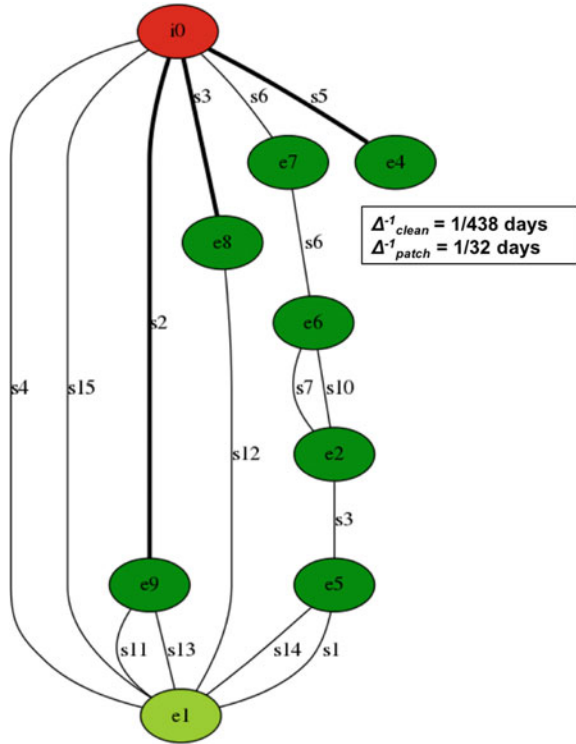 i0
s3
s6
s5
e7
e4
Δ⁻¹clean = 1/438 days
Δ⁻¹patch = 1/32 days
e8
s6
e6
s2
s4
s15
s7
s10
s12
e2
s3
e9
e5
s11
s13
s14
s1
e1